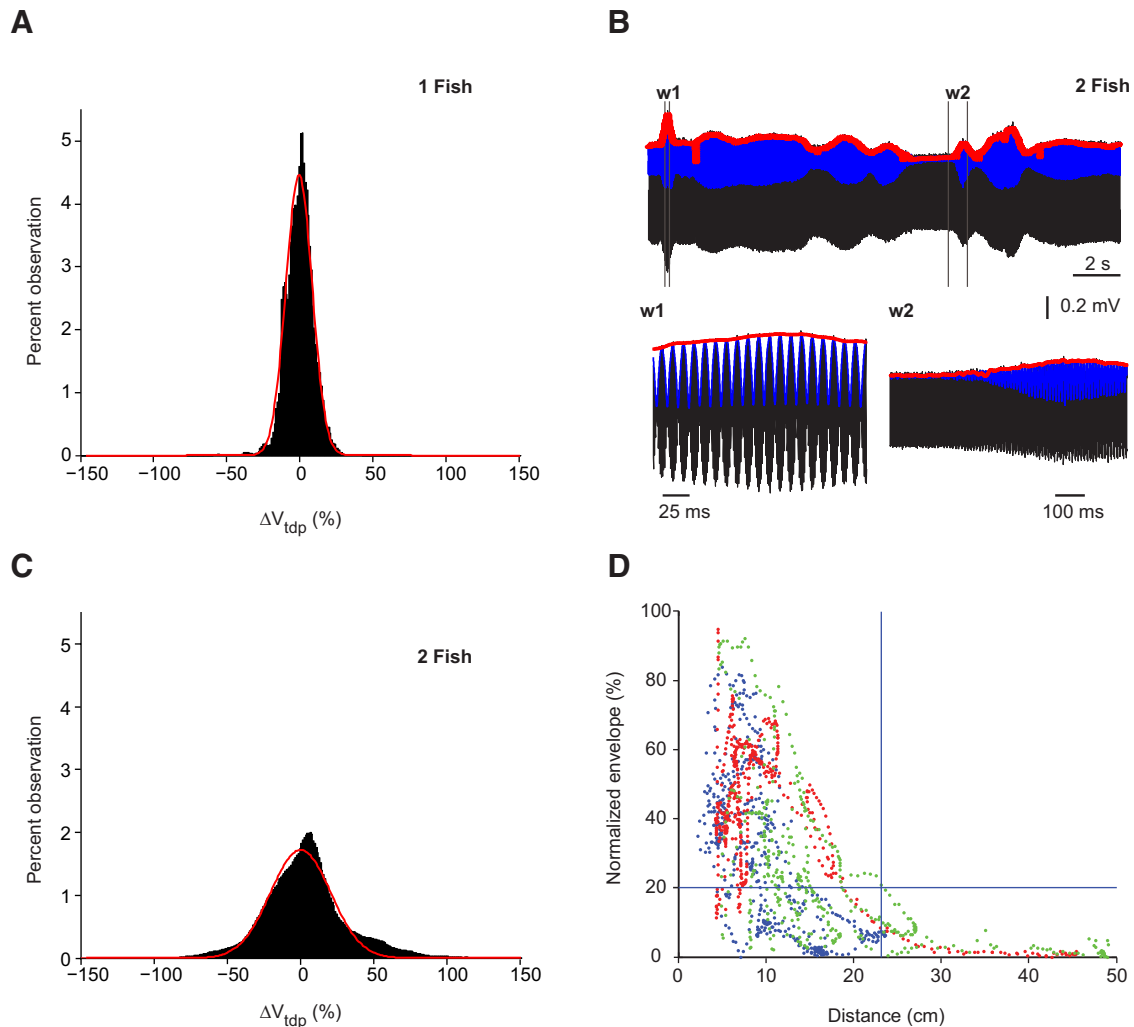 A
1 Fish
Percent observation
5
4
3
2
1
0
−150
−100
−50
0
50
100
150
ΔVtdp (%)
B
w1
w2
2 Fish
2 s
0.2 mV
w1
w2
25 ms
100 ms
C
2 Fish
Percent observation
5
4
3
2
1
0
−150
−100
−50
0
50
100
150
ΔVtdp (%)
D
Normalized envelope (%)
100
80
60
40
20
0
0
10
20
30
40
50
Distance (cm)